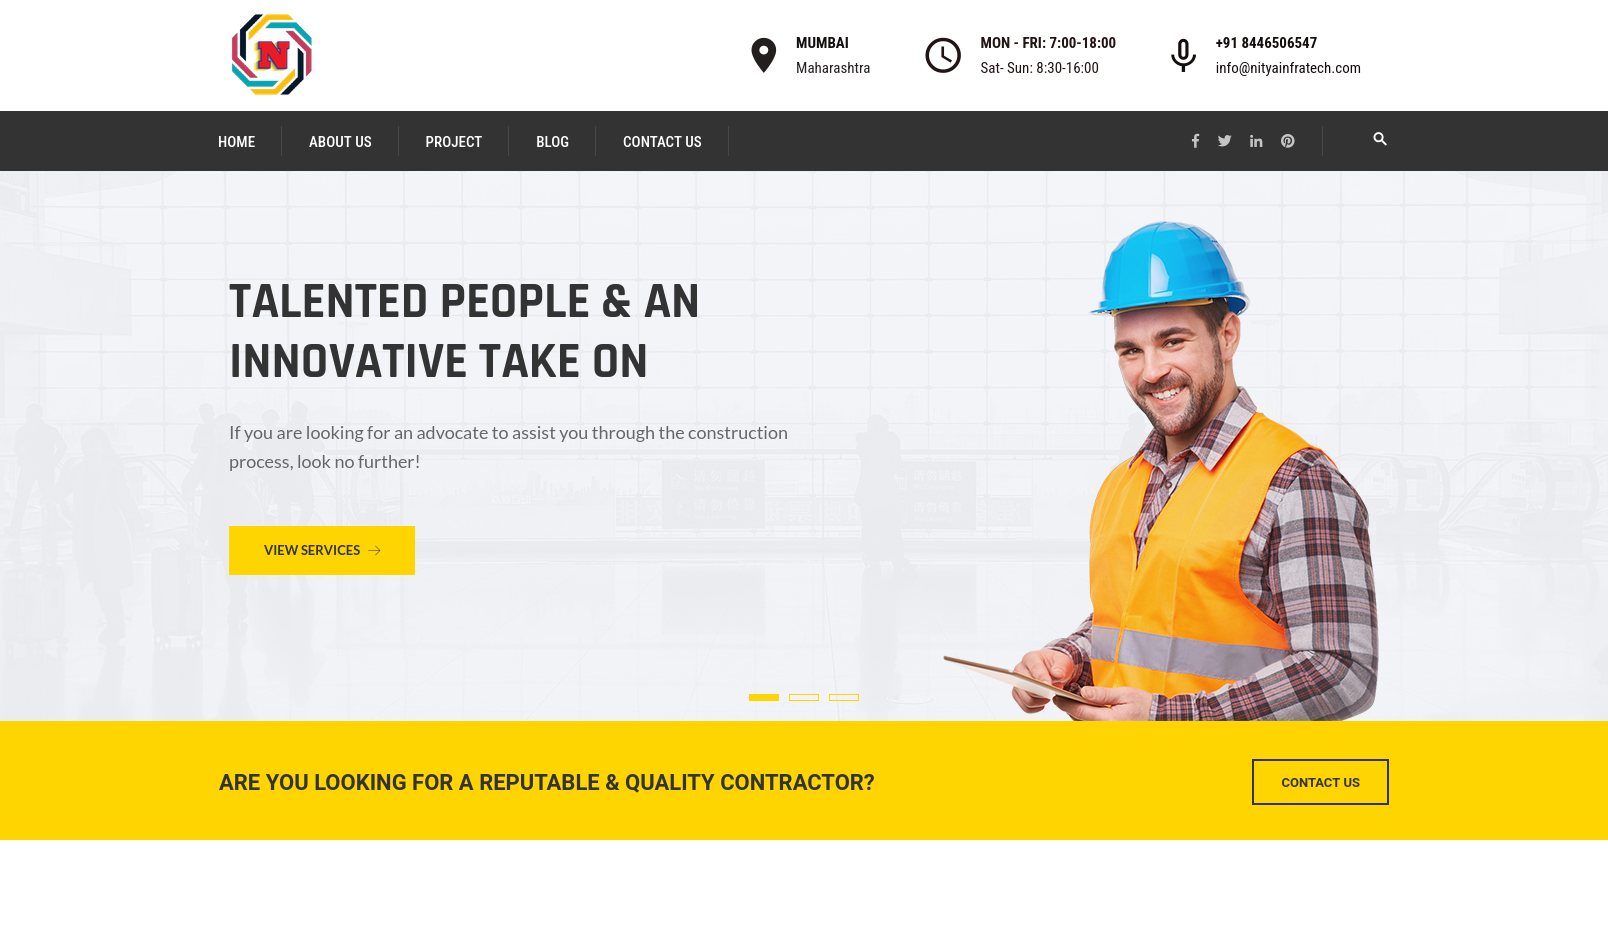 N
MUMBAI
Maharashtra
MON - FRI: 7:00-18:00
Sat- Sun: 8:30-16:00
+91 8446506547
info@nityainfratech.com
HOME
ABOUT US
PROJECT
BLOG
CONTACT US
TALENTED PEOPLE & AN
INNOVATIVE TAKE ON
If you are looking for an advocate to assist you through the construction
process, look no further!
VIEW SERVICES
ARE YOU LOOKING FOR A REPUTABLE & QUALITY CONTRACTOR?
CONTACT US